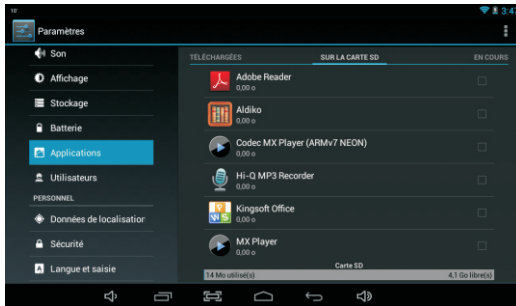 10'
3:47
Paramètres
Son
Affichage
Stockage
Batterie
Applications
Utilisateurs
PERSONNEL
Données de localisation
Sécurité
Langue et saisie
TÉLÉCHARGÉES
SUR LA CARTE SD
EN COURS
Adobe Reader
0,00 o
Aldiko
0,00 o
Codec MX Player (ARMv7 NEON)
0,00 o
Hi-Q MP3 Recorder
0,00 o
Kingsoft Office
0,00 o
MX Player
0,00 o
Carte SD
14 Mo utilisé(s)
4,1 Go libre(s)